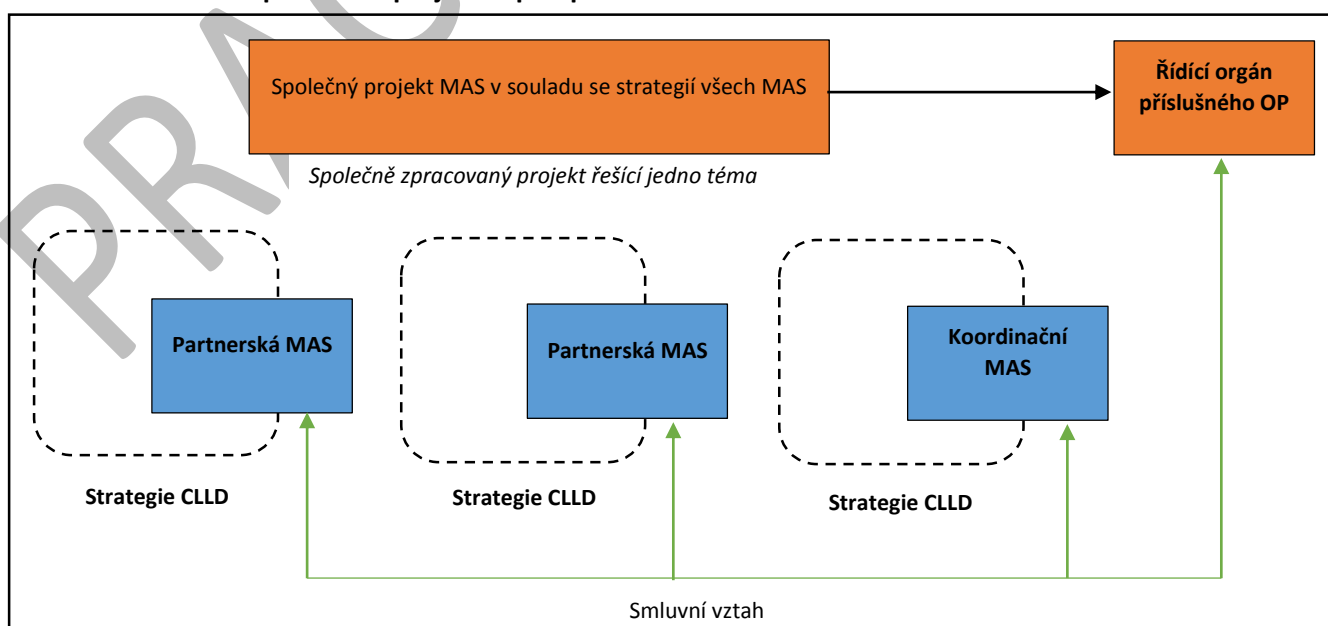 Společný projekt MAS v souladu se strategií všech MAS
Řídící orgán
příslušného OP
Společně zpracovaný projekt řešící jedno téma
Partnerská MAS
Partnerská MAS
Koordinační
MAS
Strategie CLLD
Strategie CLLD
Strategie CLLD
Smluvní vztah